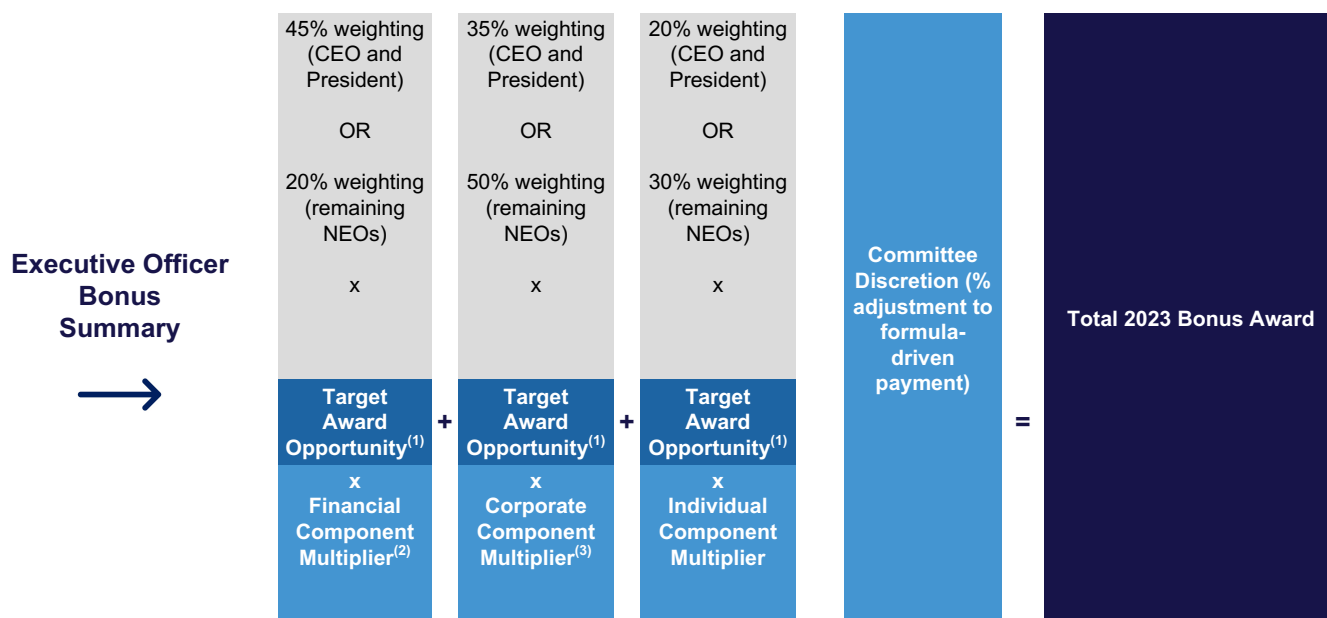 Executive Officer
Bonus
Summary
45% weighting
(CEO and
President)
OR
20% weighting
(remaining
NEOs)
x
Target
Award
Opportunity(1)
x
Financial
Component
Multiplier(2)
+
35% weighting
(CEO and
President)
OR
50% weighting
(remaining
NEOs)
x
Target
Award
Opportunity(1)
x
Corporate
Component
Multiplier(3)
+
20% weighting
(CEO and
President)
OR
30% weighting
(remaining
NEOs)
x
Target
Award
Opportunity(1)
x
Individual
Component
Multiplier
Committee
Discretion (%
adjustment to
formula-
driven
payment)
=
Total 2023 Bonus Award